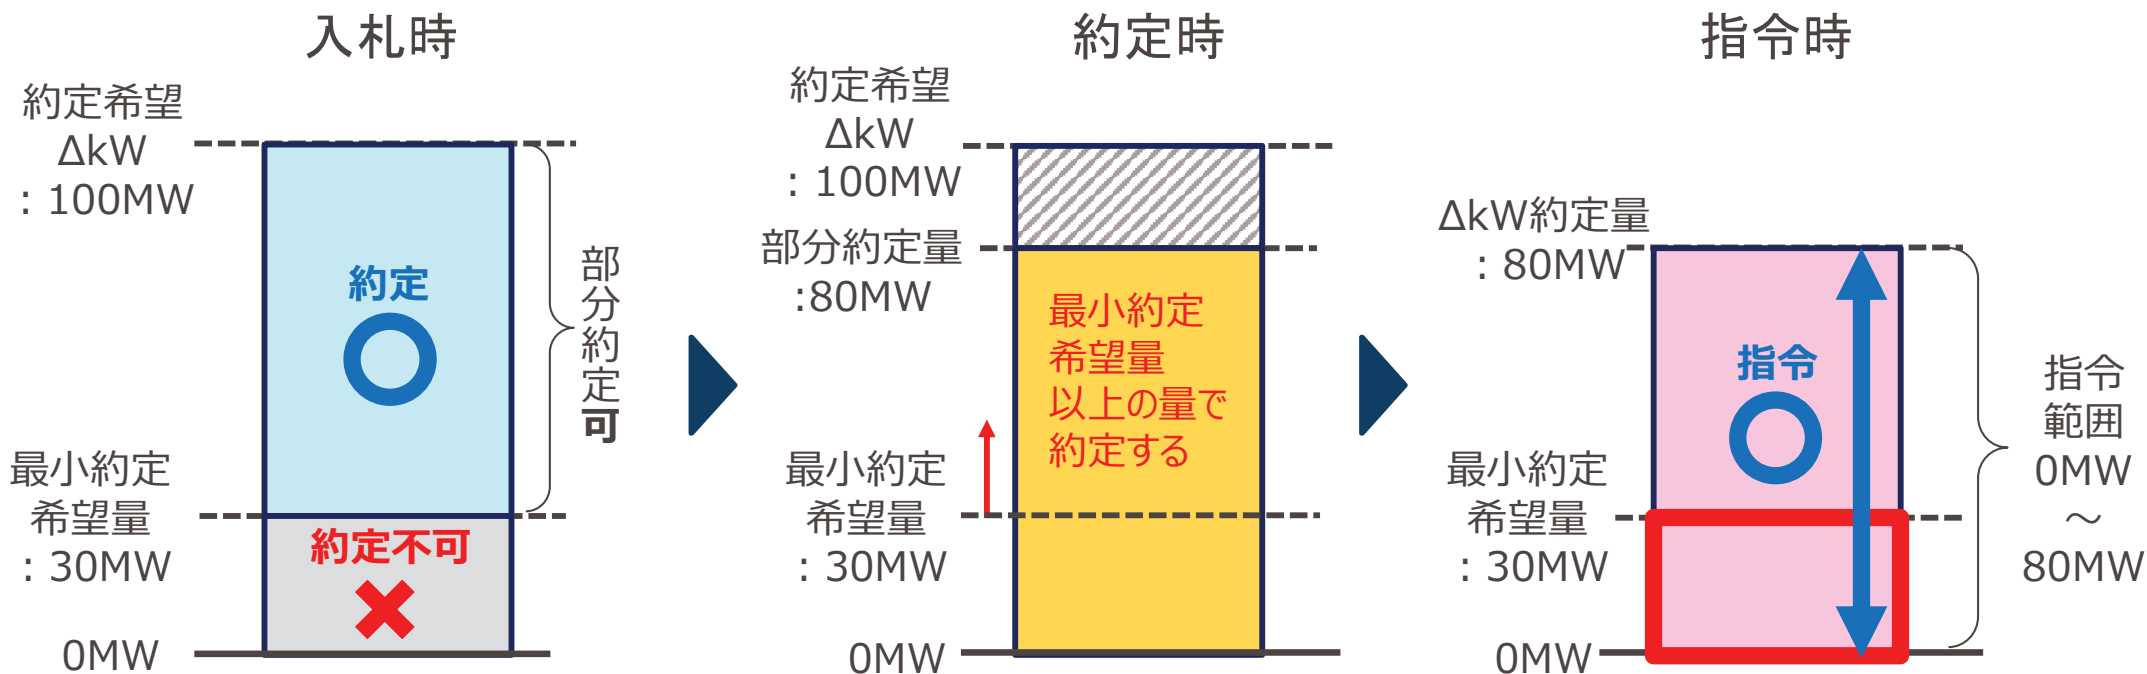 入札時
約定希望
ΔkW
: 100MW
約定
部分約定可
最小約定
希望量
: 30MW
約定不可
0MW
約定時
約定希望
ΔkW
: 100MW
部分約定量
:80MW
最小約定
希望量
以上の量で
約定する
最小約定
希望量
: 30MW
0MW
指令時
ΔkW約定量
: 80MW
指令
指令
範囲
0MW
～
80MW
最小約定
希望量
: 30MW
0MW